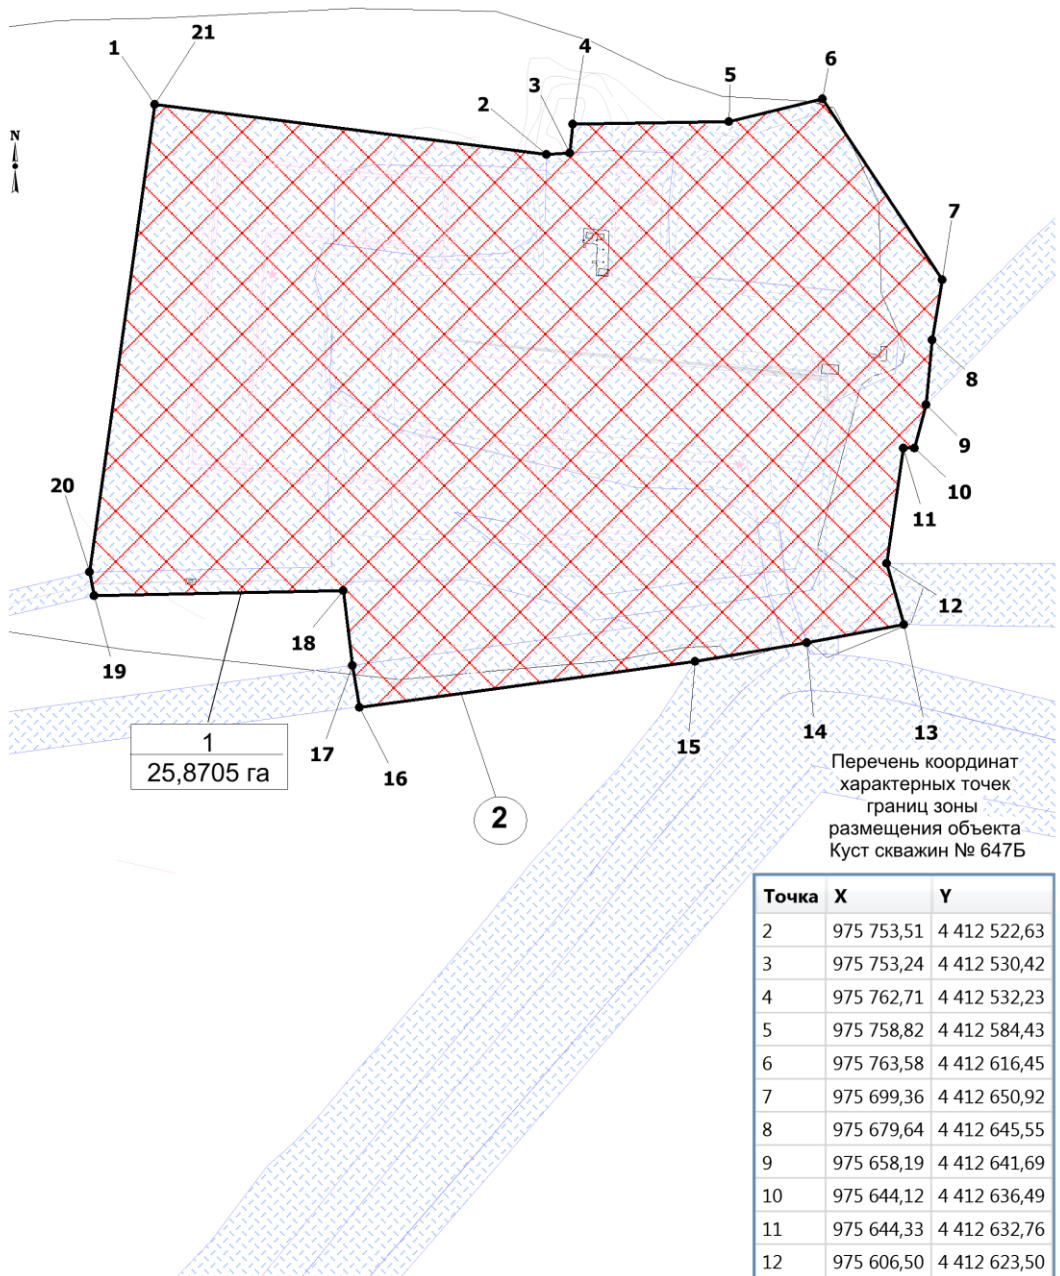 21
1
4
6
5
3
2
N
7
8
9
20
10
11
12
18
19
1
25,8705 га
17
16
15
14
13
2
Перечень координат
характерных точек
границ зоны
размещения объекта
Куст скважин № 647Б
Точка X Y
2 975 753,51 4 412 522,63
3 975 753,24 4 412 530,42
4 975 762,71 4 412 532,23
5 975 758,82 4 412 584,43
6 975 763,58 4 412 616,45
7 975 699,36 4 412 650,92
8 975 679,64 4 412 645,55
9 975 658,19 4 412 641,69
10 975 644,12 4 412 636,49
11 975 644,33 4 412 632,76
12 975 606,50 4 412 623,50